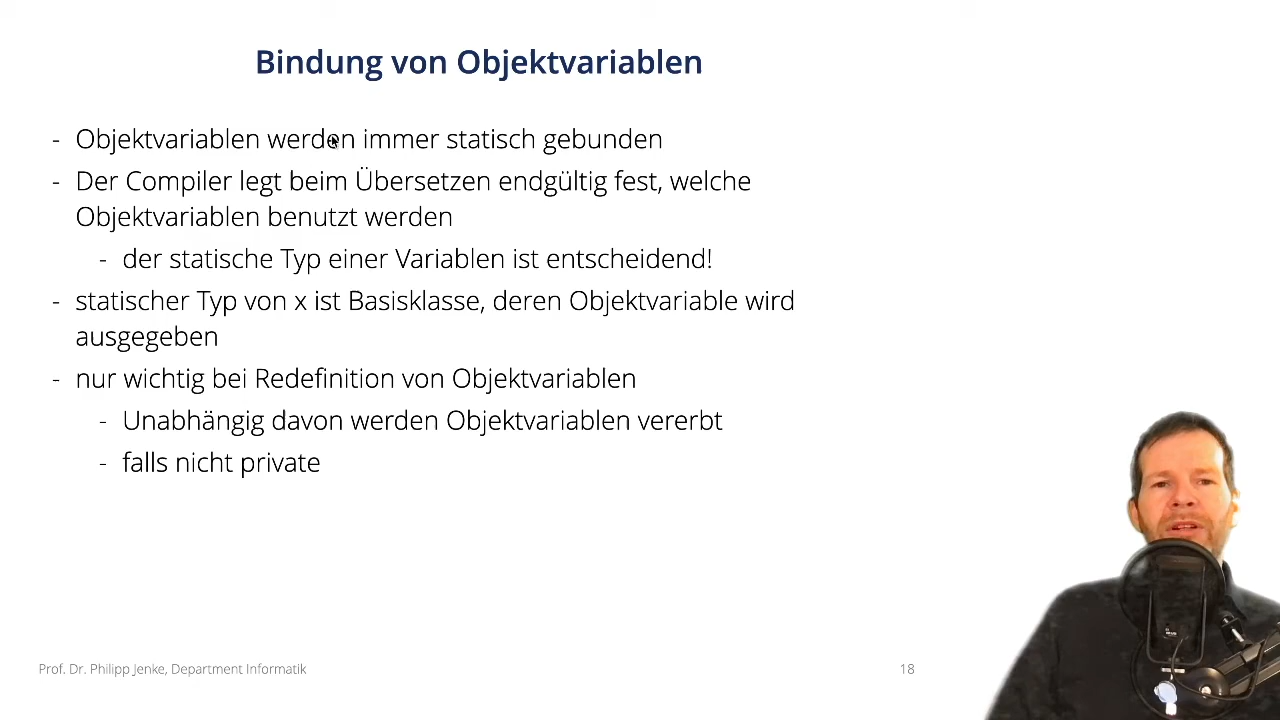 Bindung von Objektvariablen
- Objektvariablen werden immer statisch gebunden
- Der Compiler legt beim Übersetzen endgültig fest, welche
Objektvariablen benutzt werden
- der statische Typ einer Variablen ist entscheidend!
- statischer Typ von x ist Basisklasse, deren Objektvariable wird
ausgegeben
- nur wichtig bei Redefinition von Objektvariablen
- Unabhängig davon werden Objektvariablen vererbt
- falls nicht private
Prof. Dr. Philipp Jenke, Department Informatik
18